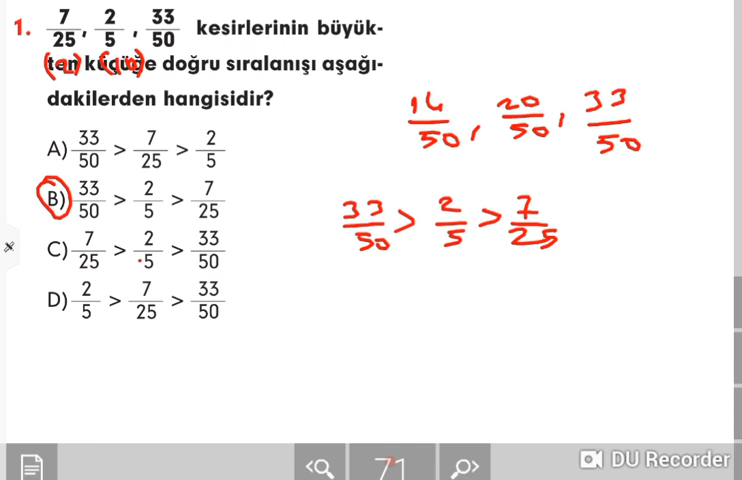 1. 7/25, 2/5, 33/50 kesirlerinin büyük-
(2) (10)
ten küçüğe doğru sıralanışı aşağı-
dakilerden hangisidir?
14/50, 20/50, 33/50
A) 33/50 > 7/25 > 2/5
B) 33/50 > 2/5 > 7/25
33/50 > 2/5 > 7/25
C) 7/25 > 2/5 > 33/50
D) 2/5 > 7/25 > 33/50
71
DU Recorder